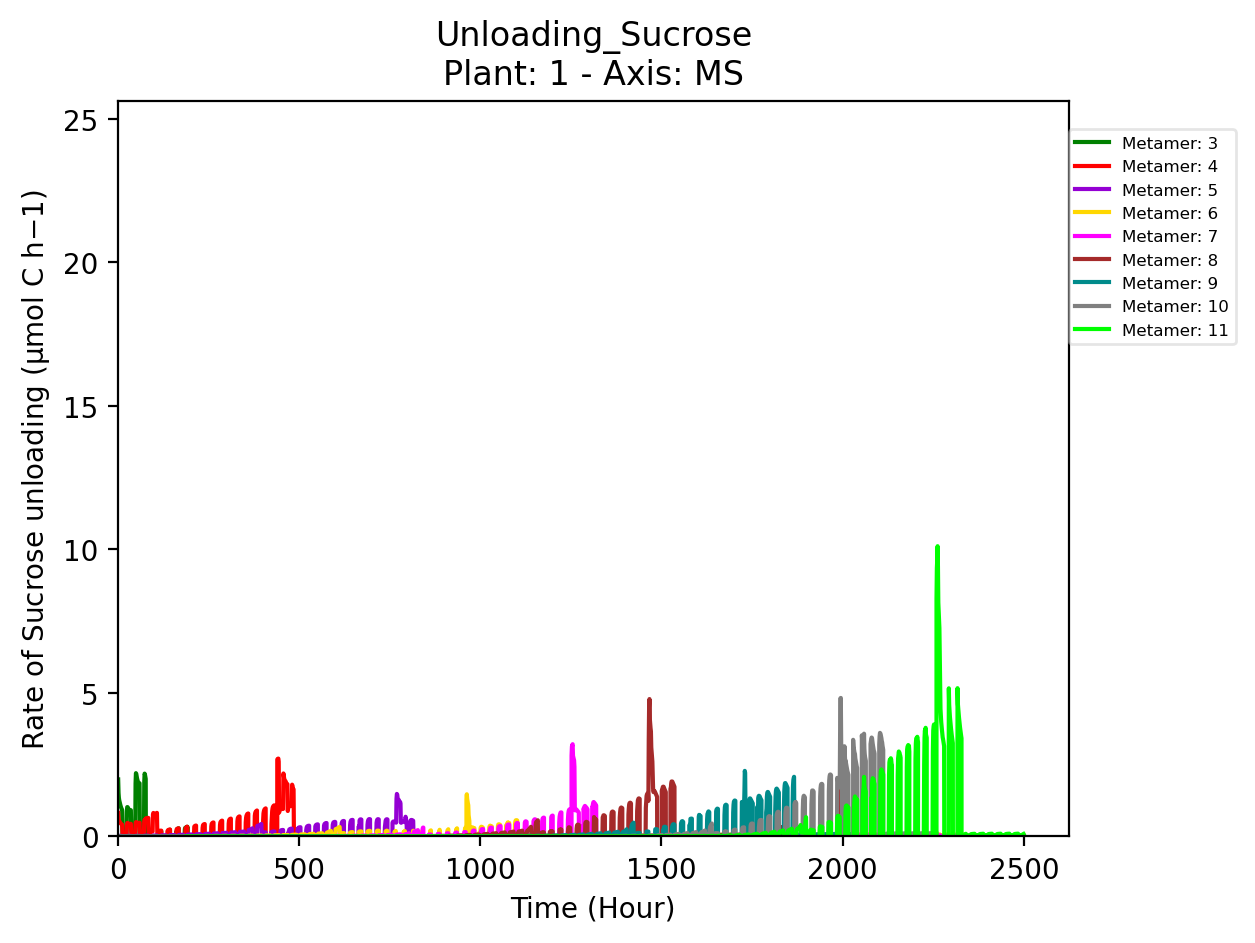 Unloading_Sucrose
Plant: 1 - Axis: MS
Rate of Sucrose unloading (µmol C h−1)
25
20
15
10
5
0
0 500 1000 1500 2000 2500
Time (Hour)
Metamer: 3
Metamer: 4
Metamer: 5
Metamer: 6
Metamer: 7
Metamer: 8
Metamer: 9
Metamer: 10
Metamer: 11